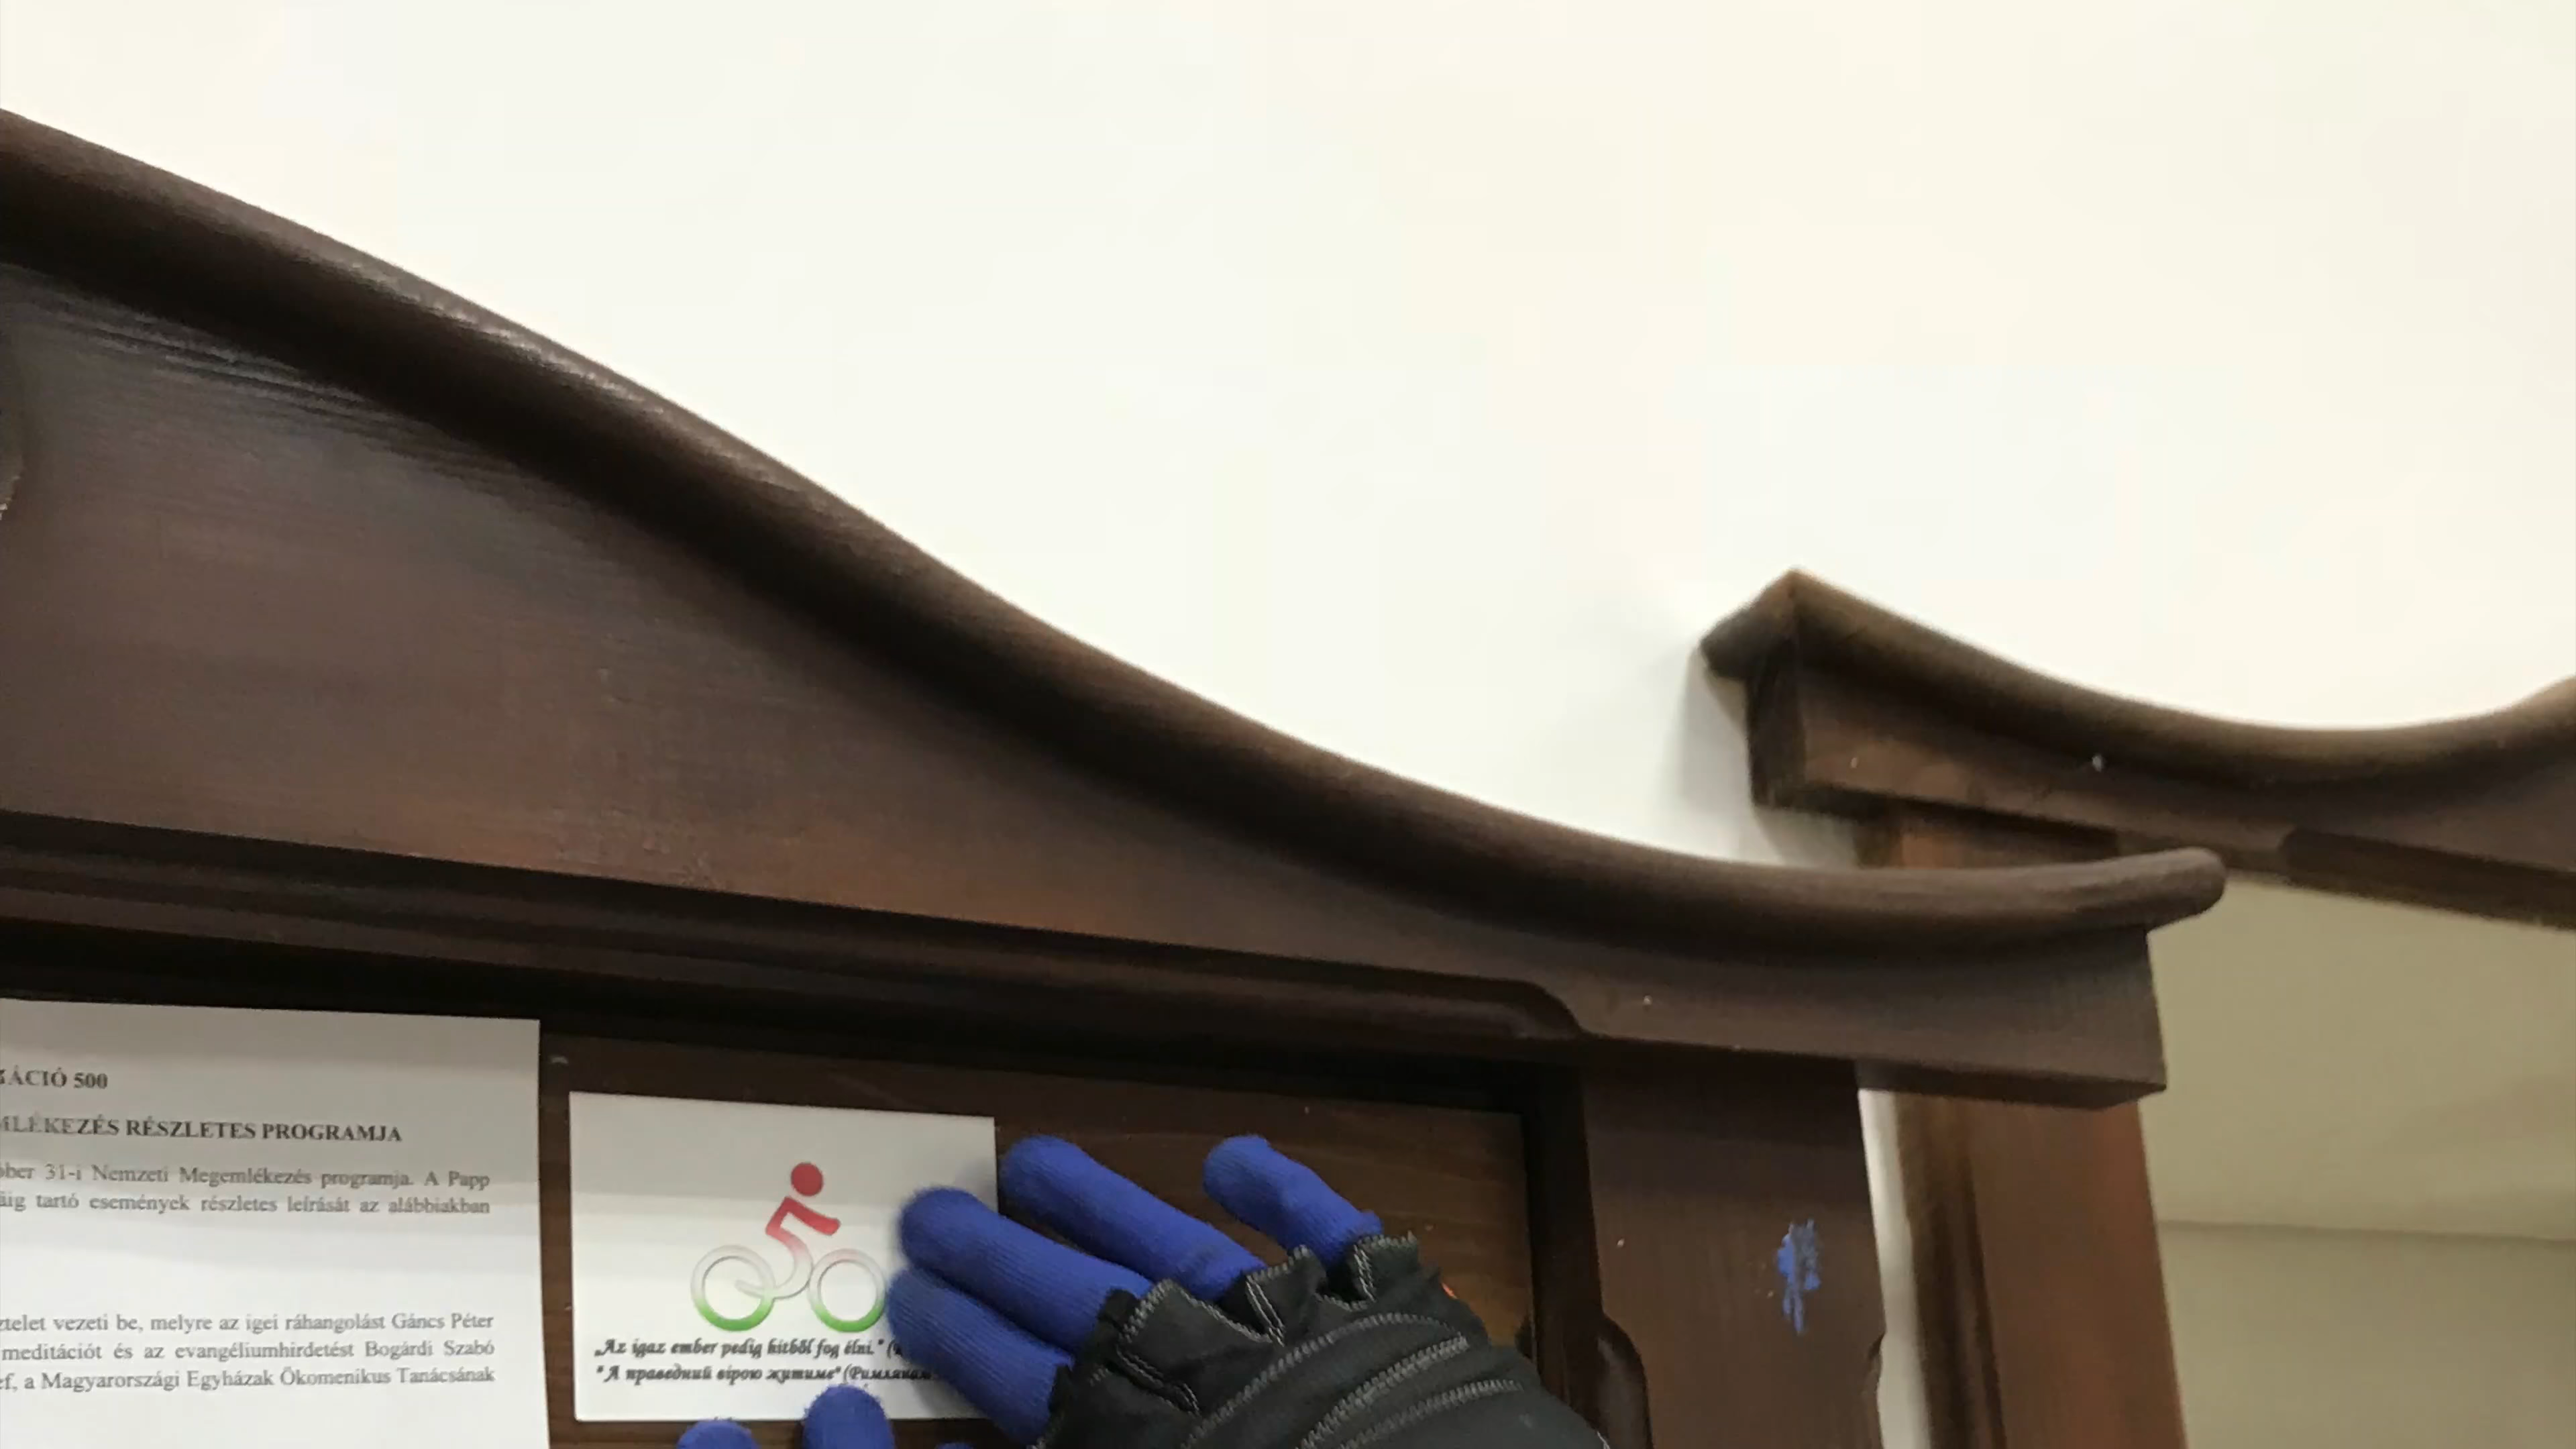 ÁCIÓ 500
MLÉKEZÉS RÉSZLETES PROGRAMJA
ber 31-i Nemzeti Megemlékezés programja. A Papp
áig tartó események részletes leírását az alábbiakban
ztelet vezeti be, melyre az igei ráhangolást Gáncs Péter
meditációt és az evangéliumhirdetést Bogárdi Szabó
ef, a Magyarországi Egyházak Ökomenikus Tanácsának
„Az igaz ember pedig hitből fog élni." (
"А праведний вірою житиме" (Римлянам